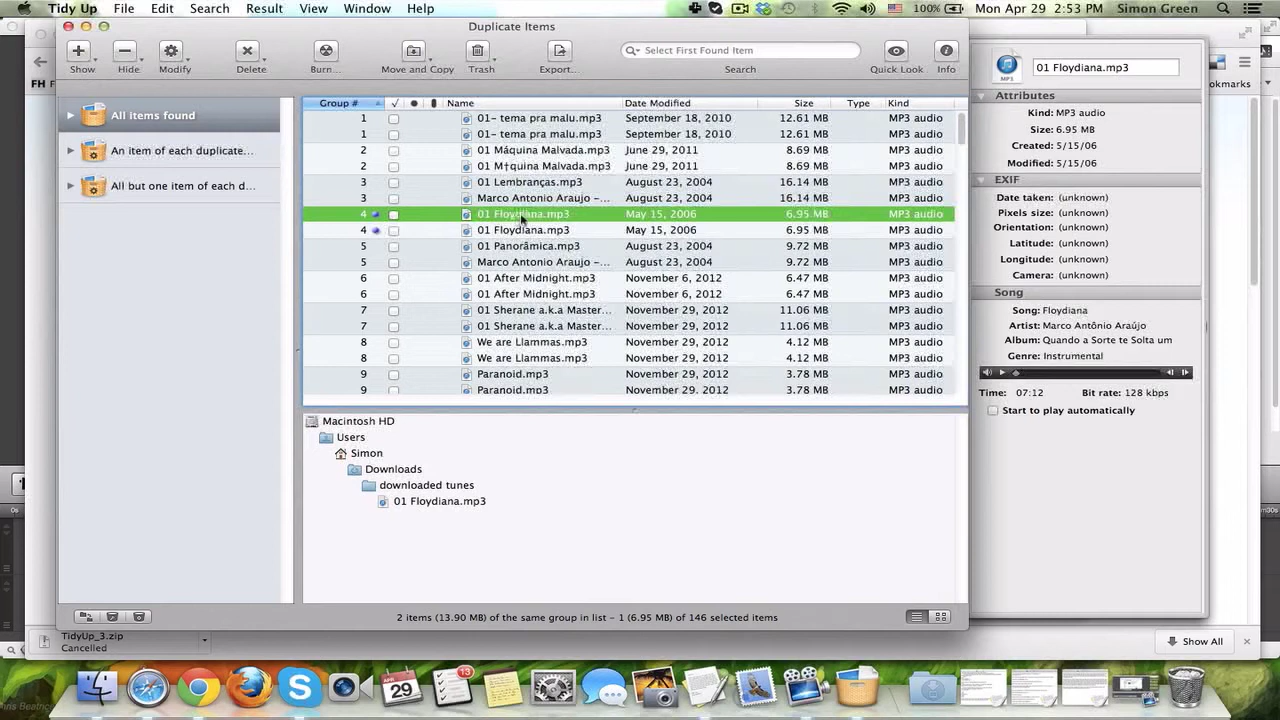 Tidy Up File Edit Search Result View Window Help 100% Mon Apr 29 2:53 PM Simon Green
Duplicate Items
Show Hide Modify Delete Burn... Move and Copy Trash Export... Search Quick Look Info
Select First Found Item
All items found
An item of each duplicate...
All but one item of each d...
Group # ✓ Name Date Modified Size Type Kind
1 01- tema pra malu.mp3 September 18, 2010 12.61 MB MP3 audio
1 01- tema pra malu.mp3 September 18, 2010 12.61 MB MP3 audio
2 01 Máquina Malvada.mp3 June 29, 2011 8.69 MB MP3 audio
2 01 M†quina Malvada.mp3 June 29, 2011 8.69 MB MP3 audio
3 01 Lembranças.mp3 August 23, 2004 16.14 MB MP3 audio
3 Marco Antonio Araujo -... August 23, 2004 16.14 MB MP3 audio
4 01 Floydiana.mp3 May 15, 2006 6.95 MB MP3 audio
4 01 Floydiana.mp3 May 15, 2006 6.95 MB MP3 audio
5 01 Panorâmica.mp3 August 23, 2004 9.72 MB MP3 audio
5 Marco Antonio Araujo -... August 23, 2004 9.72 MB MP3 audio
6 01 After Midnight.mp3 November 6, 2012 6.47 MB MP3 audio
6 01 After Midnight.mp3 November 6, 2012 6.47 MB MP3 audio
7 01 Sherane a.k.a Master... November 29, 2012 11.06 MB MP3 audio
7 01 Sherane a.k.a Master... November 29, 2012 11.06 MB MP3 audio
8 We are Llammas.mp3 November 29, 2012 4.12 MB MP3 audio
8 We are Llammas.mp3 November 29, 2012 4.12 MB MP3 audio
9 Paranoid.mp3 November 29, 2012 3.78 MB MP3 audio
9 Paranoid.mp3 November 29, 2012 3.78 MB MP3 audio
Macintosh HD
Users
Simon
Downloads
downloaded tunes
01 Floydiana.mp3
2 items (13.90 MB) of the same group in list - 1 (6.95 MB) of 146 selected items
MP3
01 Floydiana.mp3
Attributes
Kind: MP3 audio
Size: 6.95 MB
Created: 5/15/06
Modified: 5/15/06
EXIF
Date taken: (unknown)
Pixels size: (unknown)
Orientation: (unknown)
Latitude: (unknown)
Longitude: (unknown)
Camera: (unknown)
Song
Song: Floydiana
Artist: Marco Antônio Araújo
Album: Quando a Sorte te Solta um
Genre: Instrumental
Time: 07:12 Bit rate: 128 kbps
Start to play automatically
FH
okmarks
0s
m30s
TidyUp_3.zip
Cancelled
Show All
APR
29
13